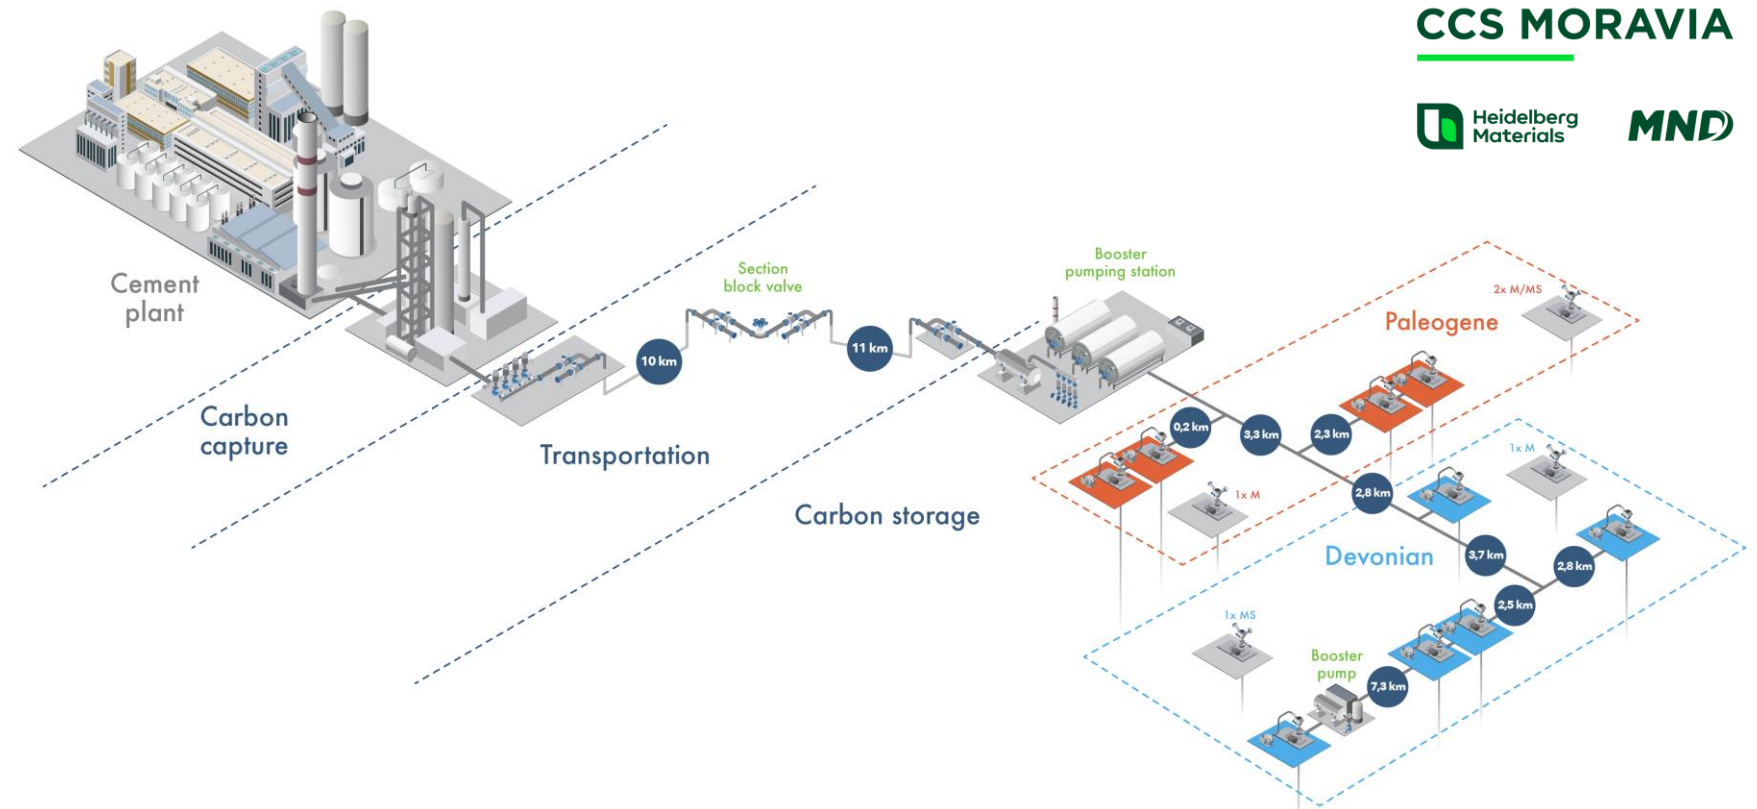 CCS MORAVIA
Heidelberg
Materials
MND
Cement
plant
Carbon
capture
Transportation
Carbon storage
10 km
Section
block valve
11 km
Booster
pumping station
Paleogene
2x M/MS
0,2 km
3,3 km
2,3 km
1x M
2,8 km
Devonian
1x M
3,7 km
2,8 km
2,5 km
1x MS
Booster
pump
7,3 km